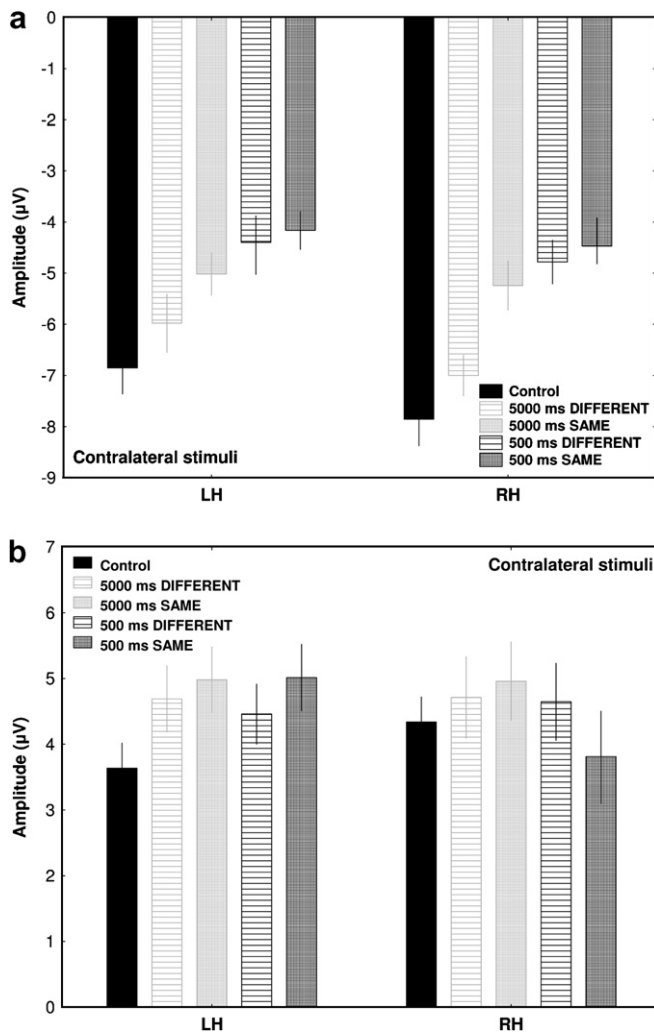 a
0
-1
-2
-3
-4
-5
-6
-7
-8
-9
Amplitude (µV)
Control
5000 ms DIFFERENT
5000 ms SAME
500 ms DIFFERENT
500 ms SAME
Contralateral stimuli
LH RH
b
7
6
5
4
3
2
1
0
Amplitude (µV)
Control
5000 ms DIFFERENT
5000 ms SAME
500 ms DIFFERENT
500 ms SAME
Contralateral stimuli
LH RH